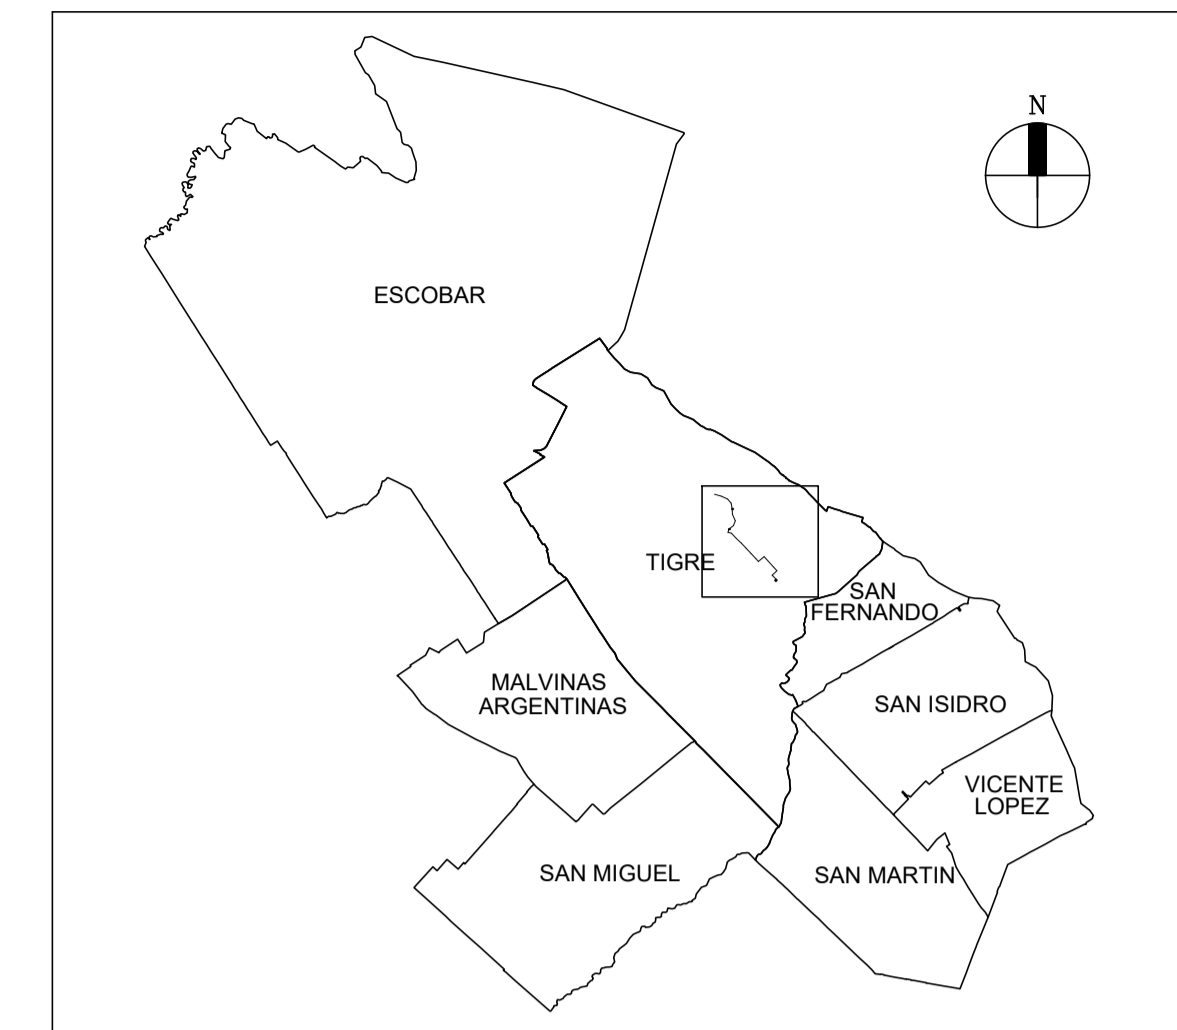 N
ESCOBAR
TIGRE
SAN
FERNANDO
MALVINAS
ARGENTINAS
SAN ISIDRO
VICENTE
LOPEZ
SAN MIGUEL
SAN MARTIN